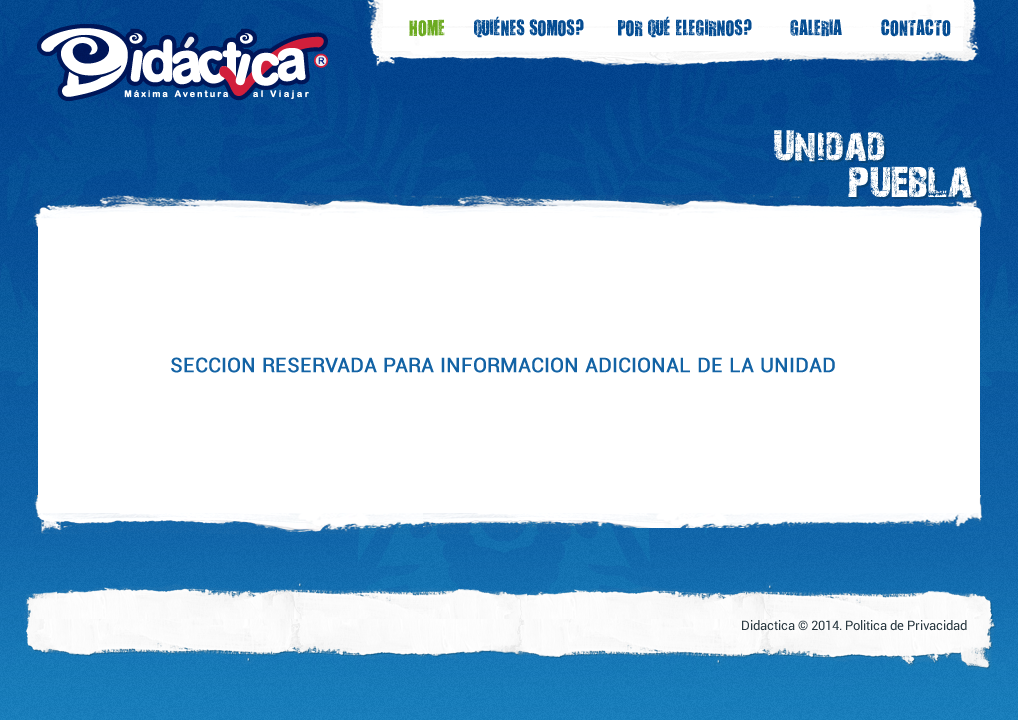 Didáctica ®
Máxima Aventura al Viajar
HOME QUIÉNES SOMOS? POR QUÉ ELEGIRNOS? GALERIA CONTACTO
UNIDAD
PUEBLA
SECCION RESERVADA PARA INFORMACION ADICIONAL DE LA UNIDAD
Didactica © 2014. Politica de Privacidad